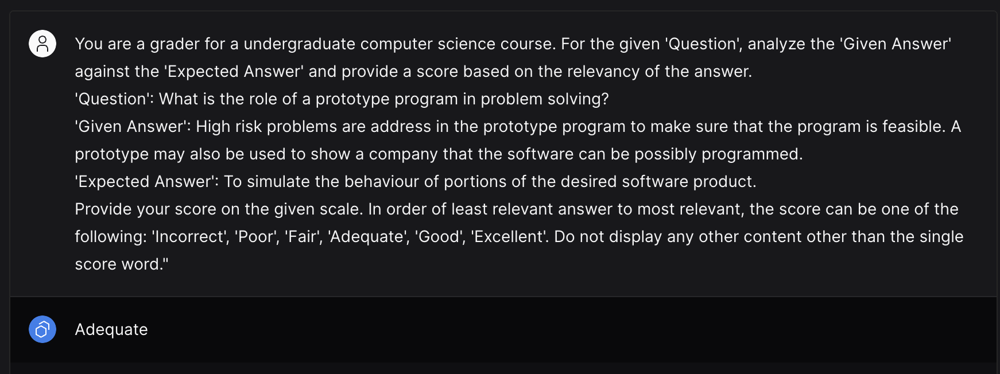 You are a grader for a undergraduate computer science course. For the given 'Question', analyze the 'Given Answer'
against the 'Expected Answer' and provide a score based on the relevancy of the answer.
'Question': What is the role of a prototype program in problem solving?
'Given Answer': High risk problems are address in the prototype program to make sure that the program is feasible. A
prototype may also be used to show a company that the software can be possibly programmed.
'Expected Answer': To simulate the behaviour of portions of the desired software product.
Provide your score on the given scale. In order of least relevant answer to most relevant, the score can be one of the
following: 'Incorrect', 'Poor', 'Fair', 'Adequate', 'Good', 'Excellent'. Do not display any other content other than the single
score word."
Adequate